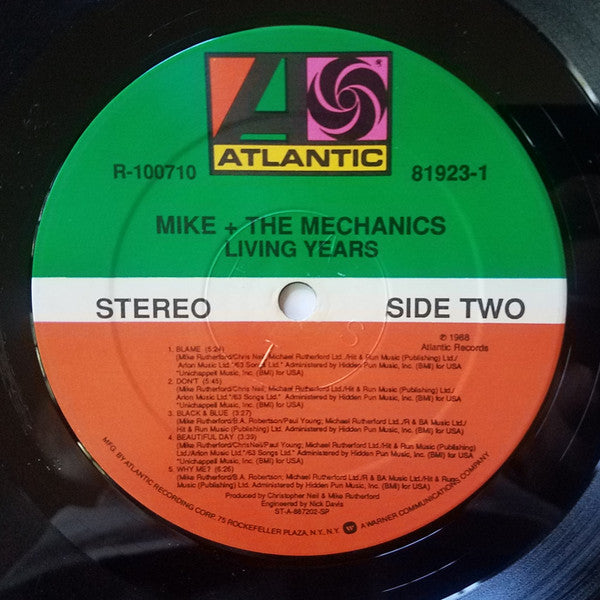 ATLANTIC
R-100710
81923-1
MIKE + THE MECHANICS
LIVING YEARS
STEREO
SIDE TWO
℗ 1988
Atlantic Records
1. BLAME (5:24)
(Mike Rutherford/Chris Neil; Michael Rutherford Ltd./Hit & Run Music (Publishing) Ltd./
Arlon Music Ltd.*/63 Songs Ltd.* Administered by Hidden Pun Music, Inc. (BMI) for USA
*Unichappell Music, Inc. (BMI) for USA)
2. DON'T (5:45)
(Mike Rutherford/Chris Neil; Michael Rutherford Ltd./Hit & Run Music (Publishing) Ltd./
Arlon Music Ltd.*/63 Songs Ltd.* Administered by Hidden Pun Music, Inc. (BMI) for USA
*Unichappell Music, Inc. (BMI) for USA)
3. BLACK & BLUE (3:27)
(Mike Rutherford/B.A. Robertson/Paul Young; Michael Rutherford Ltd./R & BA Music Ltd./
Hit & Run Music (Publishing) Ltd. Administered by Hidden Pun Music, Inc. (BMI) for USA)
4. BEAUTIFUL DAY (3:29)
(Mike Rutherford/Chris Neil/Paul Young; Michael Rutherford Ltd./Hit & Run Music (Publishing)
Ltd./Arlon Music Ltd.*/63 Songs Ltd.* Administered by Hidden Pun Music, Inc. (BMI) for USA
*Unichappell Music, Inc. (BMI) for USA)
5. WHY ME? (6:26)
(Mike Rutherford/B.A. Robertson; Michael Rutherford Ltd./R & BA Music Ltd./Hit & Run
Music (Publishing) Ltd. Administered by Hidden Pun Music, Inc. (BMI) for USA)
Produced by Christopher Neil & Mike Rutherford
Engineered by Nick Davis
ST-A-887202-SP
MFG. BY ATLANTIC RECORDING CORP., 75 ROCKEFELLER PLAZA, N.Y., N.Y. A WARNER COMMUNICATIONS COMPANY